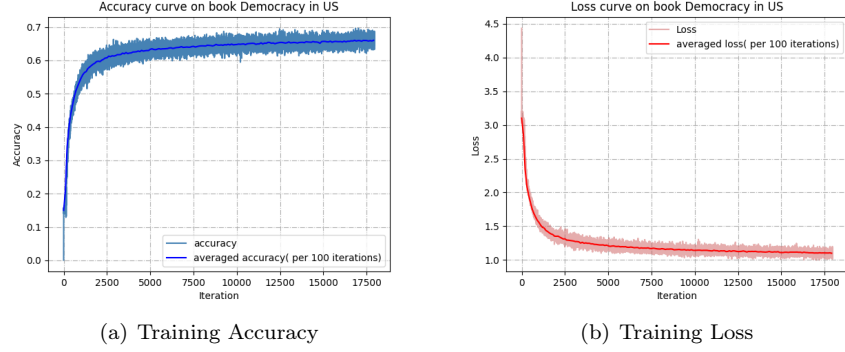 Accuracy curve on book Democracy in US
0.7
0.6
0.5
0.4
0.3
0.2
0.1
0.0
Accuracy
accuracy
averaged accuracy( per 100 iterations)
0 2500 5000 7500 10000 12500 15000 17500
Iteration
(a) Training Accuracy
Loss curve on book Democracy in US
4.5
4.0
3.5
3.0
2.5
2.0
1.5
1.0
Loss
Loss
averaged loss( per 100 iterations)
0 2500 5000 7500 10000 12500 15000 17500
Iteration
(b) Training Loss